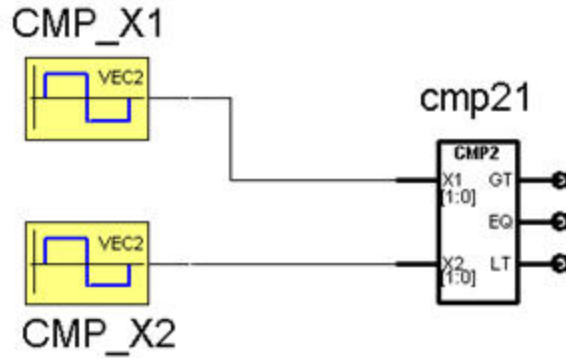 CMP_X1
VEC2
cmp21
CMP2
X1 GT
[1:0]
EQ
X2 LT
[1:0]
VEC2
CMP_X2